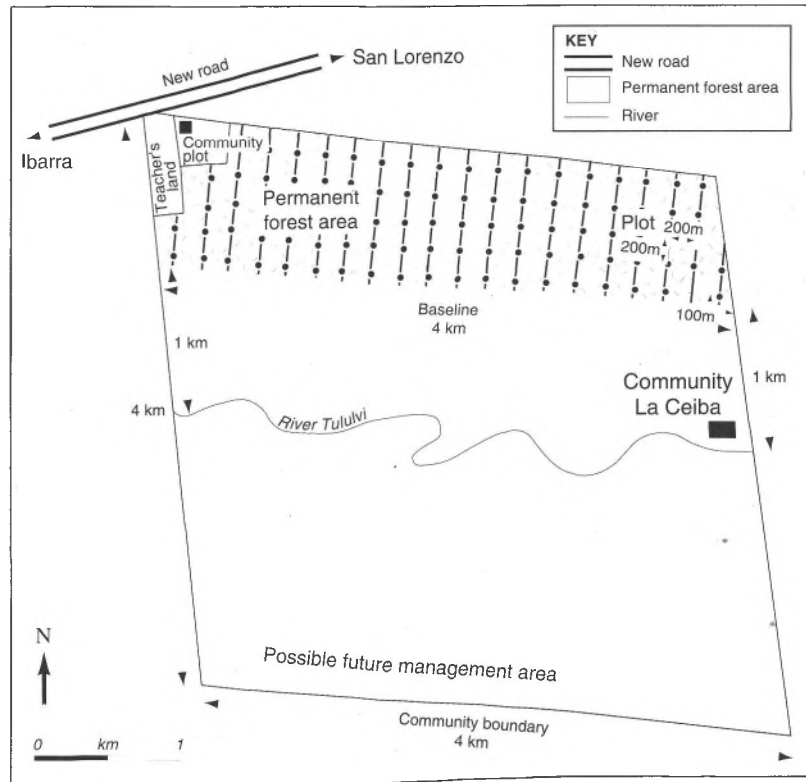 KEY
New road
Permanent forest area
River
New road
San Lorenzo
Ibarra
Teacher's
land
Community
plot
Permanent
forest area
Plot
200m
200m
100m
Baseline
4 km
1 km
1 km
4 km
Community
La Ceiba
River Tululvi
N
Possible future management area
0 km 1
Community boundary
4 km